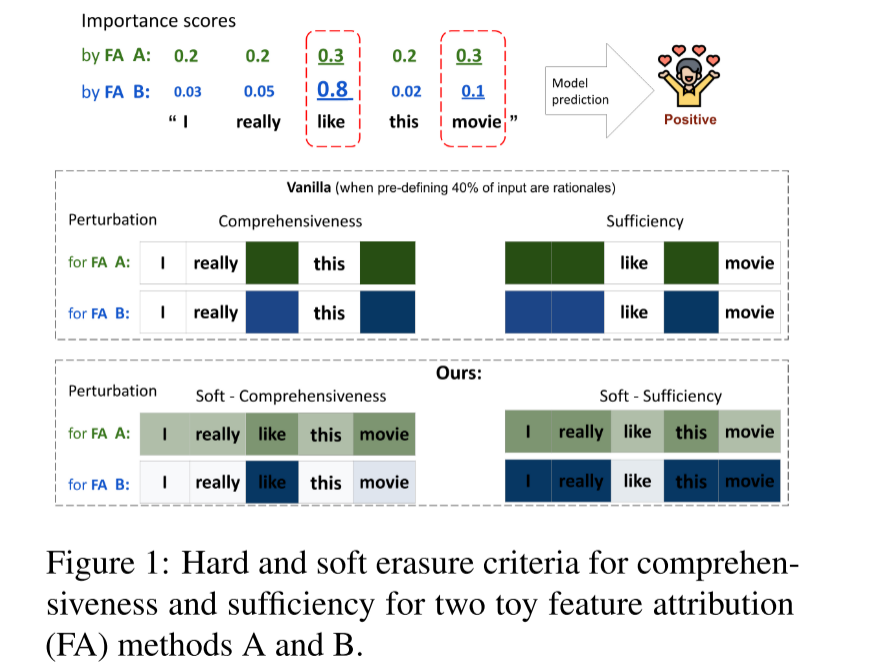 Importance scores
by FA A: 0.2 0.2 0.3 0.2 0.3
by FA B: 0.03 0.05 0.8 0.02 0.1
“ I really like this movie ”
Model prediction
Positive
Vanilla (when pre-defining 40% of input are rationales)
Perturbation Comprehensiveness Sufficiency
for FA A: I really this like movie
for FA B: I really this like movie
Ours:
Perturbation Soft - Comprehensiveness Soft - Sufficiency
for FA A: I really like this movie I really like this movie
for FA B: I really like this movie I really like this movie
Figure 1: Hard and soft erasure criteria for comprehen-
siveness and sufficiency for two toy feature attribution
(FA) methods A and B.